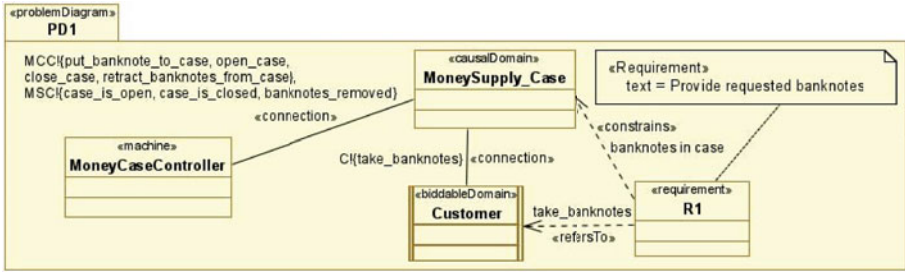 «problemDiagram»
PD1
MCC!{put_banknote_to_case, open_case,
close_case, retract_banknotes_from_case},
MSC!{case_is_open, case_is_closed, banknotes_removed}
«connection»
«causalDomain»
MoneySupply_Case
«Requirement»
text = Provide requested banknotes
«constrains»
banknotes in case
«machine»
MoneyCaseController
C!{take_banknotes}
«connection»
«biddableDomain»
Customer
take_banknotes
«refersTo»
«requirement»
R1